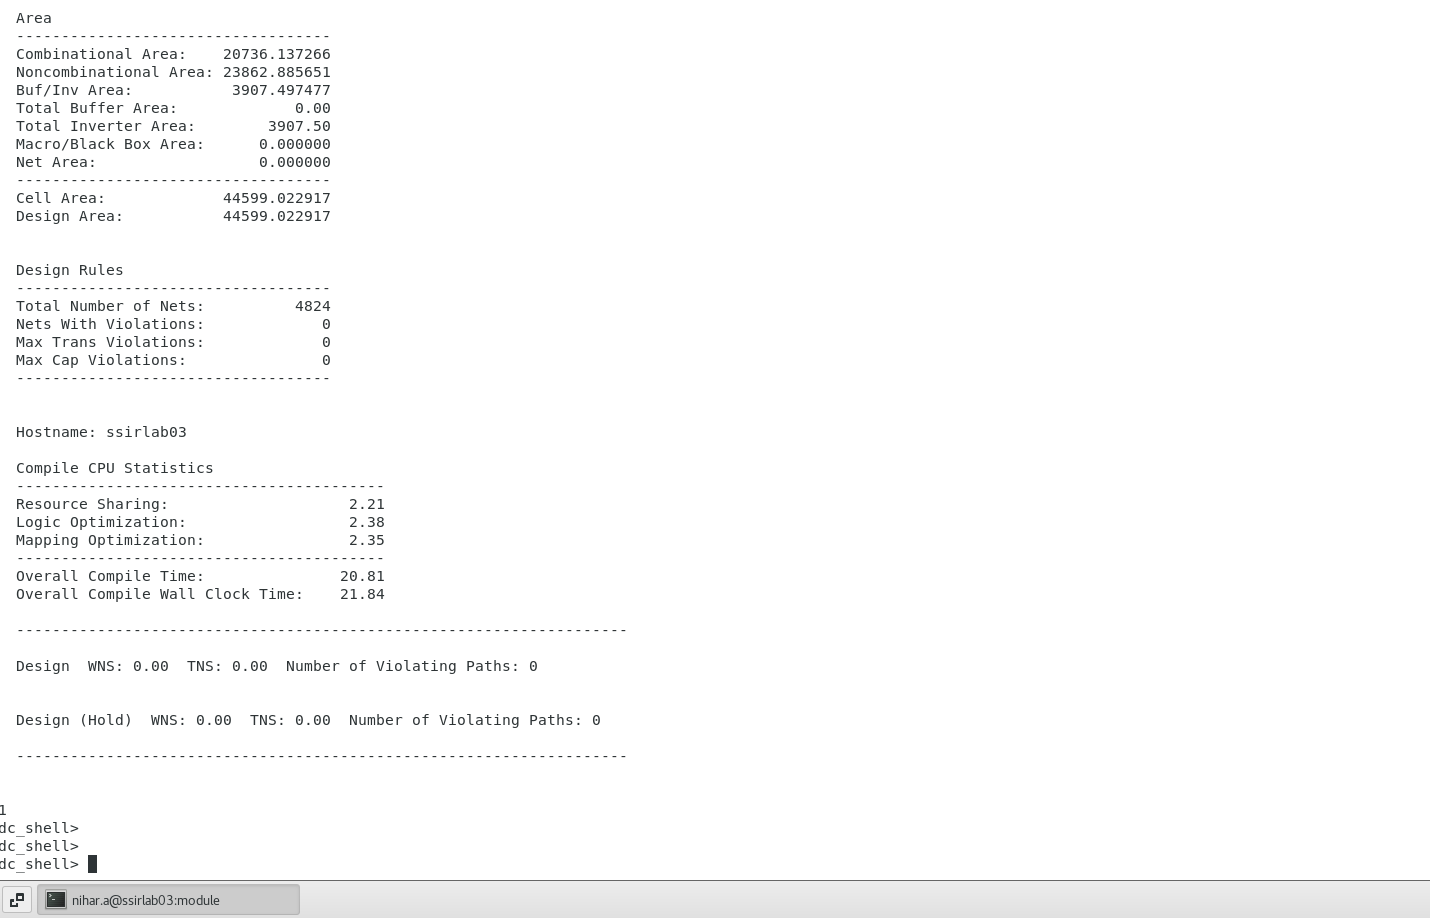 Area
-----------------------------------
Combinational Area:    20736.137266
Noncombinational Area: 23862.885651
Buf/Inv Area:           3907.497477
Total Buffer Area:             0.00
Total Inverter Area:        3907.50
Macro/Black Box Area:      0.000000
Net Area:                  0.000000
-----------------------------------
Cell Area:             44599.022917
Design Area:           44599.022917
Design Rules
-----------------------------------
Total Number of Nets:          4824
Nets With Violations:             0
Max Trans Violations:             0
Max Cap Violations:               0
-----------------------------------
Hostname: ssirlab03
Compile CPU Statistics
-----------------------------------------
Resource Sharing:                    2.21
Logic Optimization:                  2.38
Mapping Optimization:                2.35
-----------------------------------------
Overall Compile Time:               20.81
Overall Compile Wall Clock Time:    21.84
--------------------------------------------------------------------
Design  WNS: 0.00  TNS: 0.00  Number of Violating Paths: 0
Design (Hold)  WNS: 0.00  TNS: 0.00  Number of Violating Paths: 0
--------------------------------------------------------------------
1
dc_shell>
dc_shell>
dc_shell>
nihar.a@ssirlab03:module